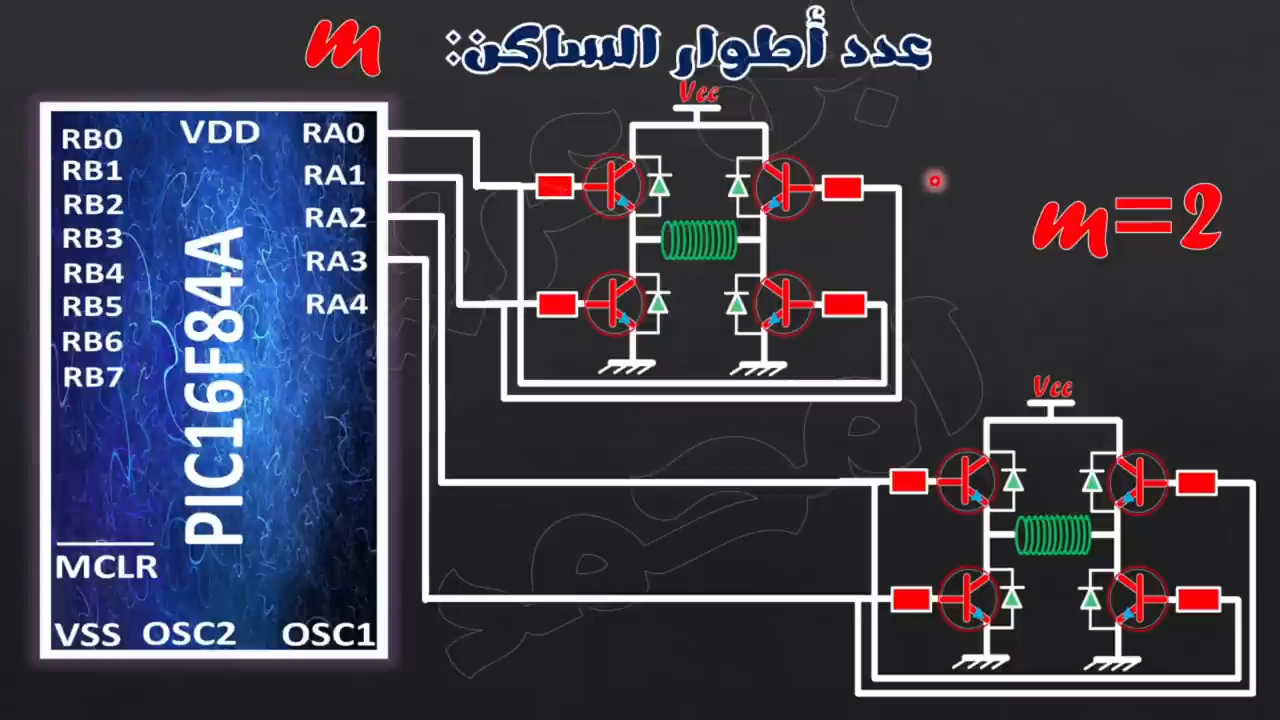 عدد أطوار الساكن: m
Vcc
m=2
RB0
RB1
RB2
RB3
RB4
RB5
RB6
RB7
VDD
PIC16F84A
RA0
RA1
RA2
RA3
RA4
MCLR
VSS OSC2 OSC1
Vcc